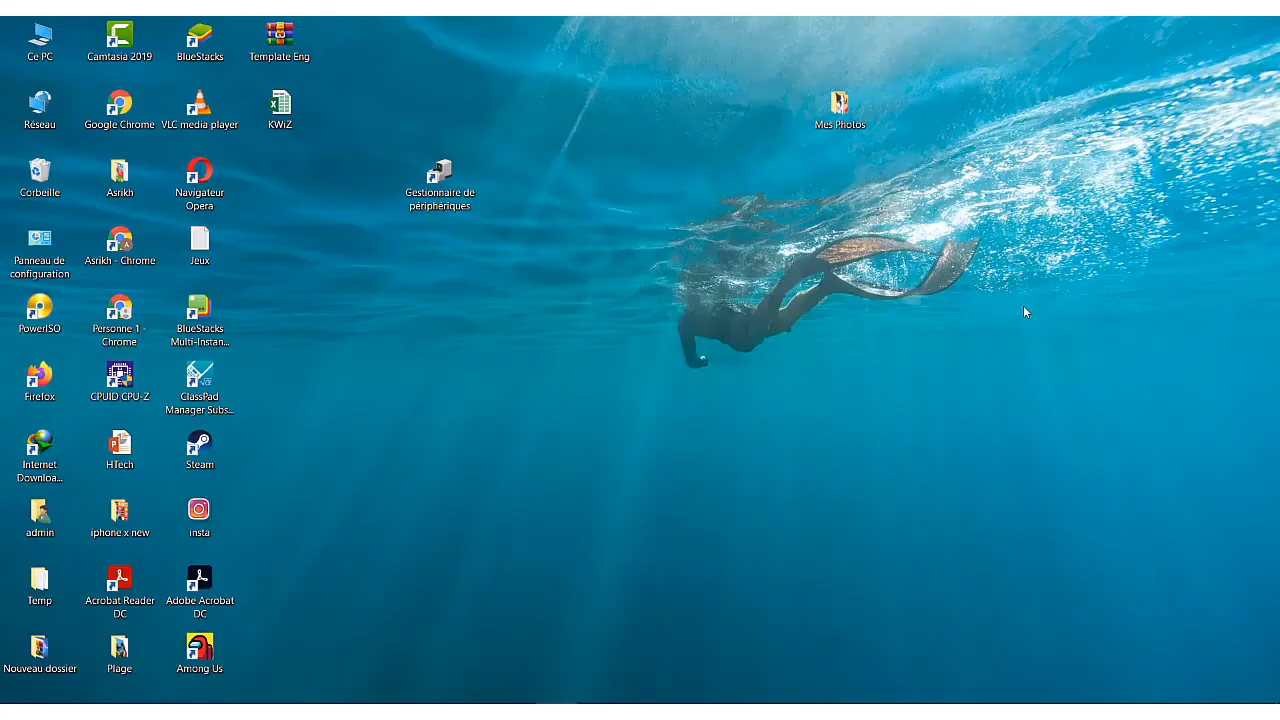 Ce PC
Camtasia 2019
BlueStacks
Template Eng
Réseau
Google Chrome
VLC media player
KWiZ
Mes Photos
Corbeille
Asrikh
Navigateur
Opera
Gestionnaire de
périphériques
Panneau de
configuration
Asrikh - Chrome
Jeux
PowerISO
Personne 1 -
Chrome
BlueStacks
Multi-Instan...
Firefox
CPUID CPU-Z
ClassPad
Manager Subs...
Internet
Downloa...
HTech
Steam
admin
iphone x new
insta
Temp
Acrobat Reader
DC
Adobe Acrobat
DC
Nouveau dossier
Plage
Among Us